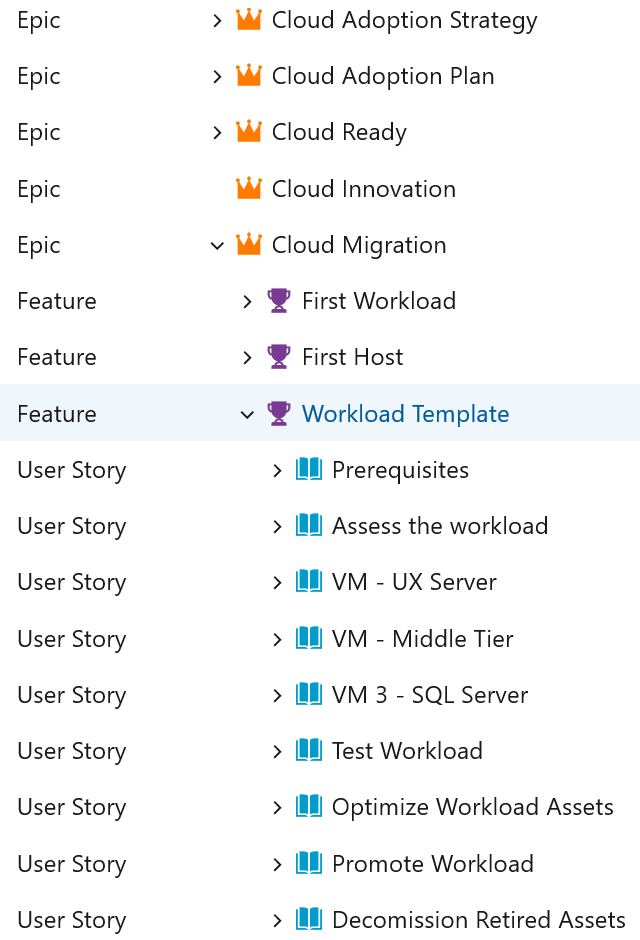 Epic Cloud Adoption Strategy
Epic Cloud Adoption Plan
Epic Cloud Ready
Epic Cloud Innovation
Epic Cloud Migration
Feature First Workload
Feature First Host
Feature Workload Template
User Story Prerequisites
User Story Assess the workload
User Story VM - UX Server
User Story VM - Middle Tier
User Story VM 3 - SQL Server
User Story Test Workload
User Story Optimize Workload Assets
User Story Promote Workload
User Story Decomission Retired Assets